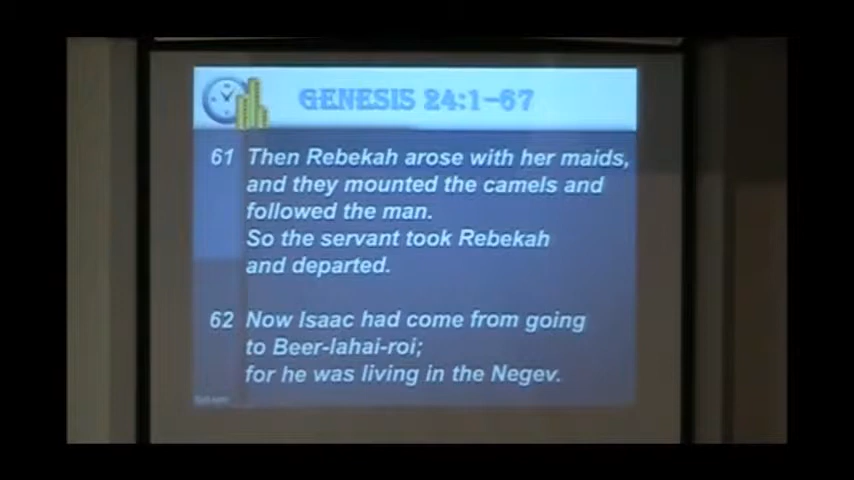 GENESIS 24:1-67
61 Then Rebekah arose with her maids,
and they mounted the camels and
followed the man.
So the servant took Rebekah
and departed.
62 Now Isaac had come from going
to Beer-lahai-roi;
for he was living in the Negev.